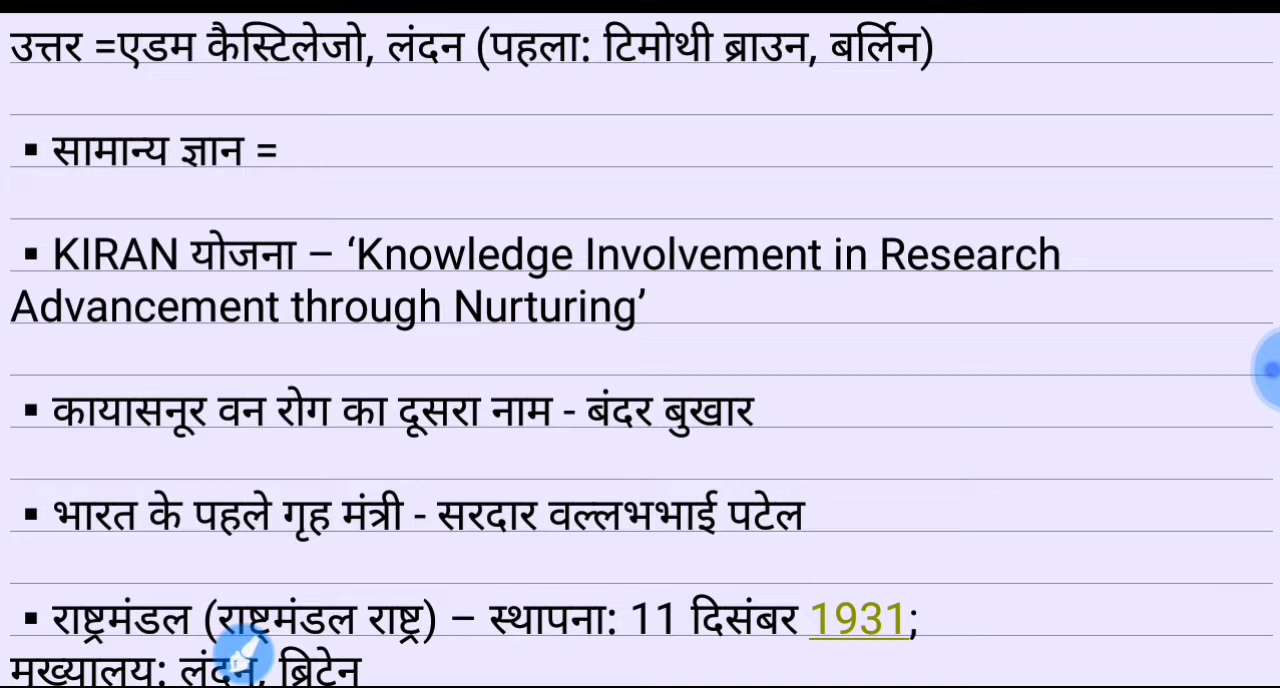 उत्तर =एडम कैस्टिलेजो, लंदन (पहला: टिमोथी ब्राउन, बर्लिन)
▪ सामान्य ज्ञान =
▪ KIRAN योजना – ‘Knowledge Involvement in Research
Advancement through Nurturing’
▪ कायासनूर वन रोग का दूसरा नाम - बंदर बुखार
▪ भारत के पहले गृह मंत्री - सरदार वल्लभभाई पटेल
▪ राष्ट्रमंडल (राष्ट्रमंडल राष्ट्र) – स्थापना: 11 दिसंबर 1931;
मुख्यालय: लंदन, ब्रिटेन